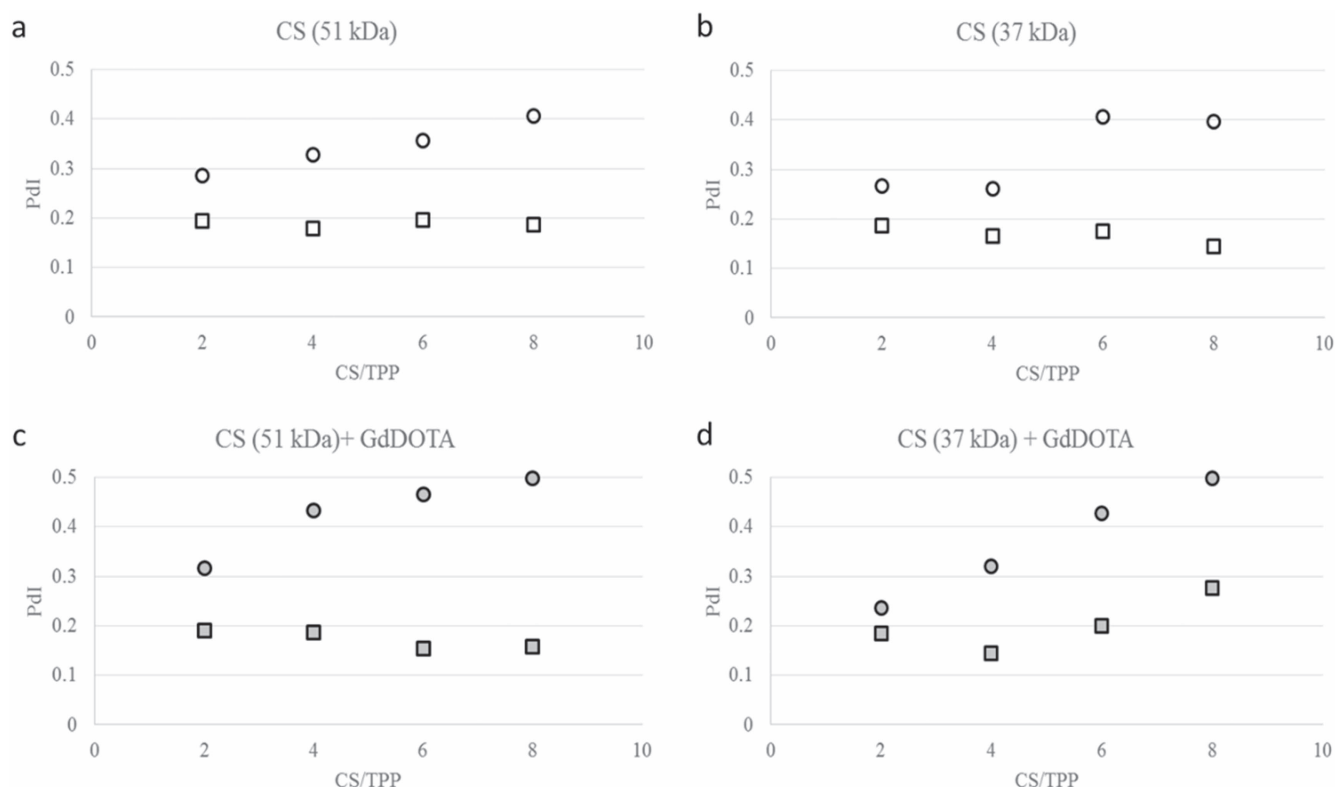 a
CS (51 kDa)
0.5
0.4
0.3
0.2
0.1
0
PdI
0 2 4 6 8 10
CS/TPP
b
CS (37 kDa)
0.5
0.4
0.3
0.2
0.1
0
PdI
0 2 4 6 8 10
CS/TPP
c
CS (51 kDa)+ GdDOTA
0.5
0.4
0.3
0.2
0.1
0
PdI
0 2 4 6 8 10
CS/TPP
d
CS (37 kDa) + GdDOTA
0.5
0.4
0.3
0.2
0.1
0
PdI
0 2 4 6 8 10
CS/TPP